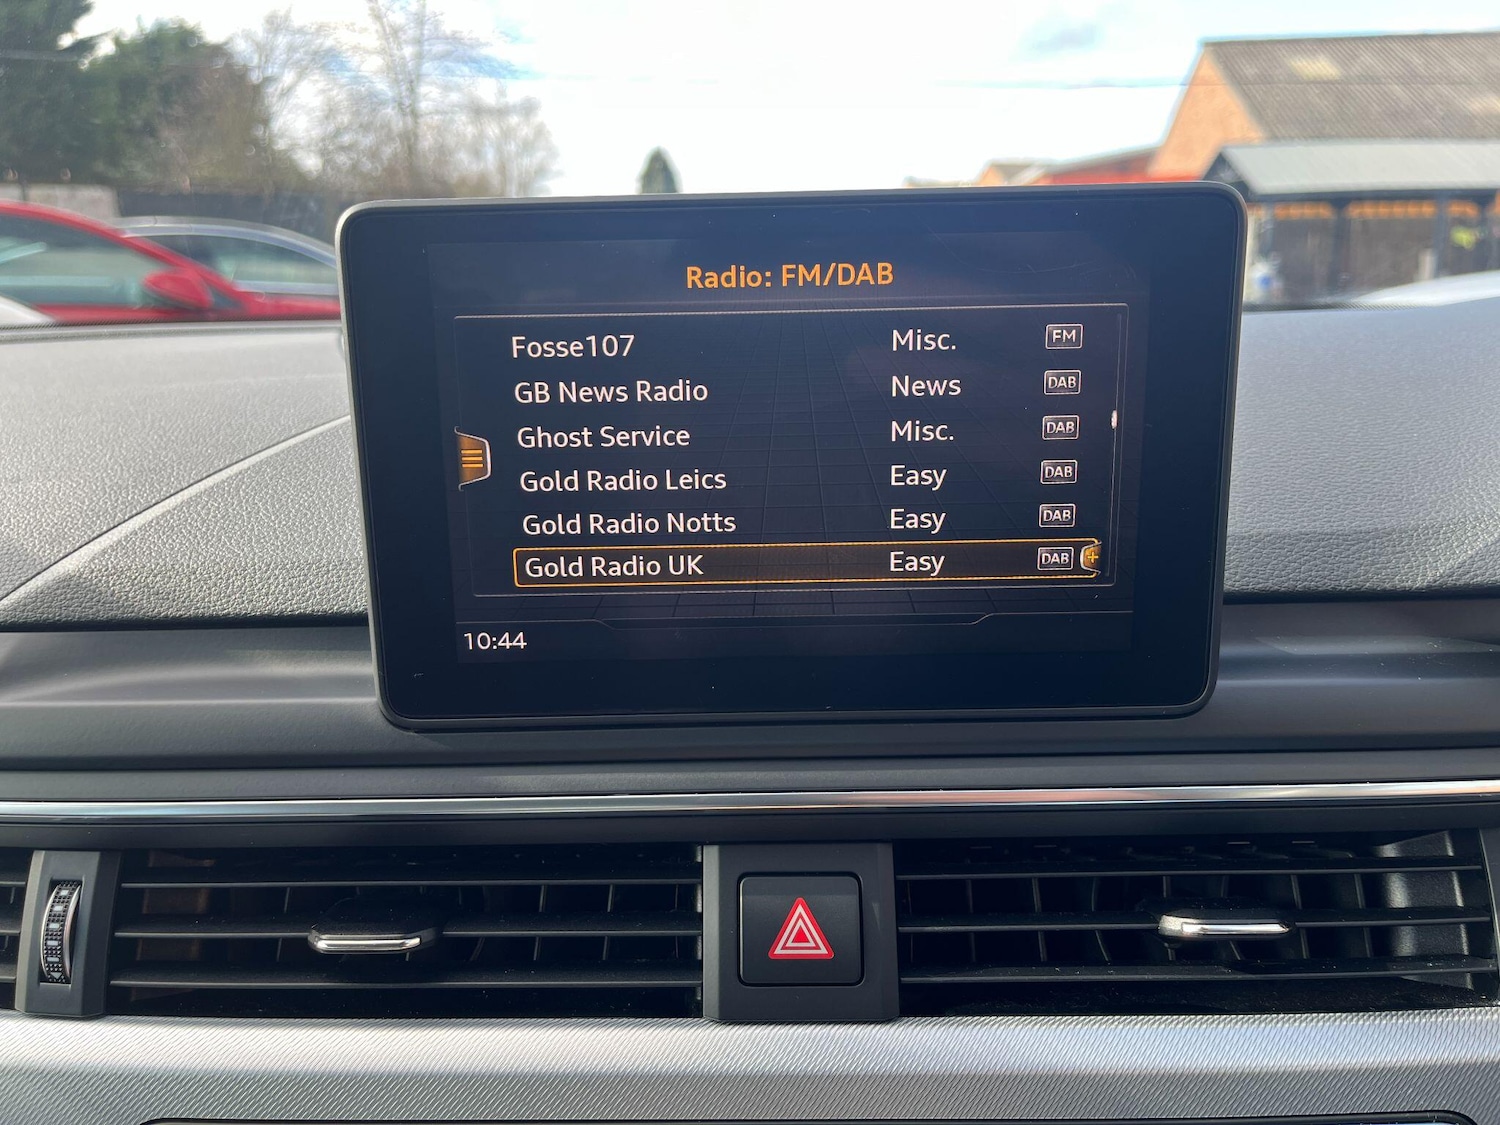 Radio: FM/DAB
Fosse107 Misc. FM
GB News Radio News DAB
Ghost Service Misc. DAB
Gold Radio Leics Easy DAB
Gold Radio Notts Easy DAB
Gold Radio UK Easy DAB +
10:44